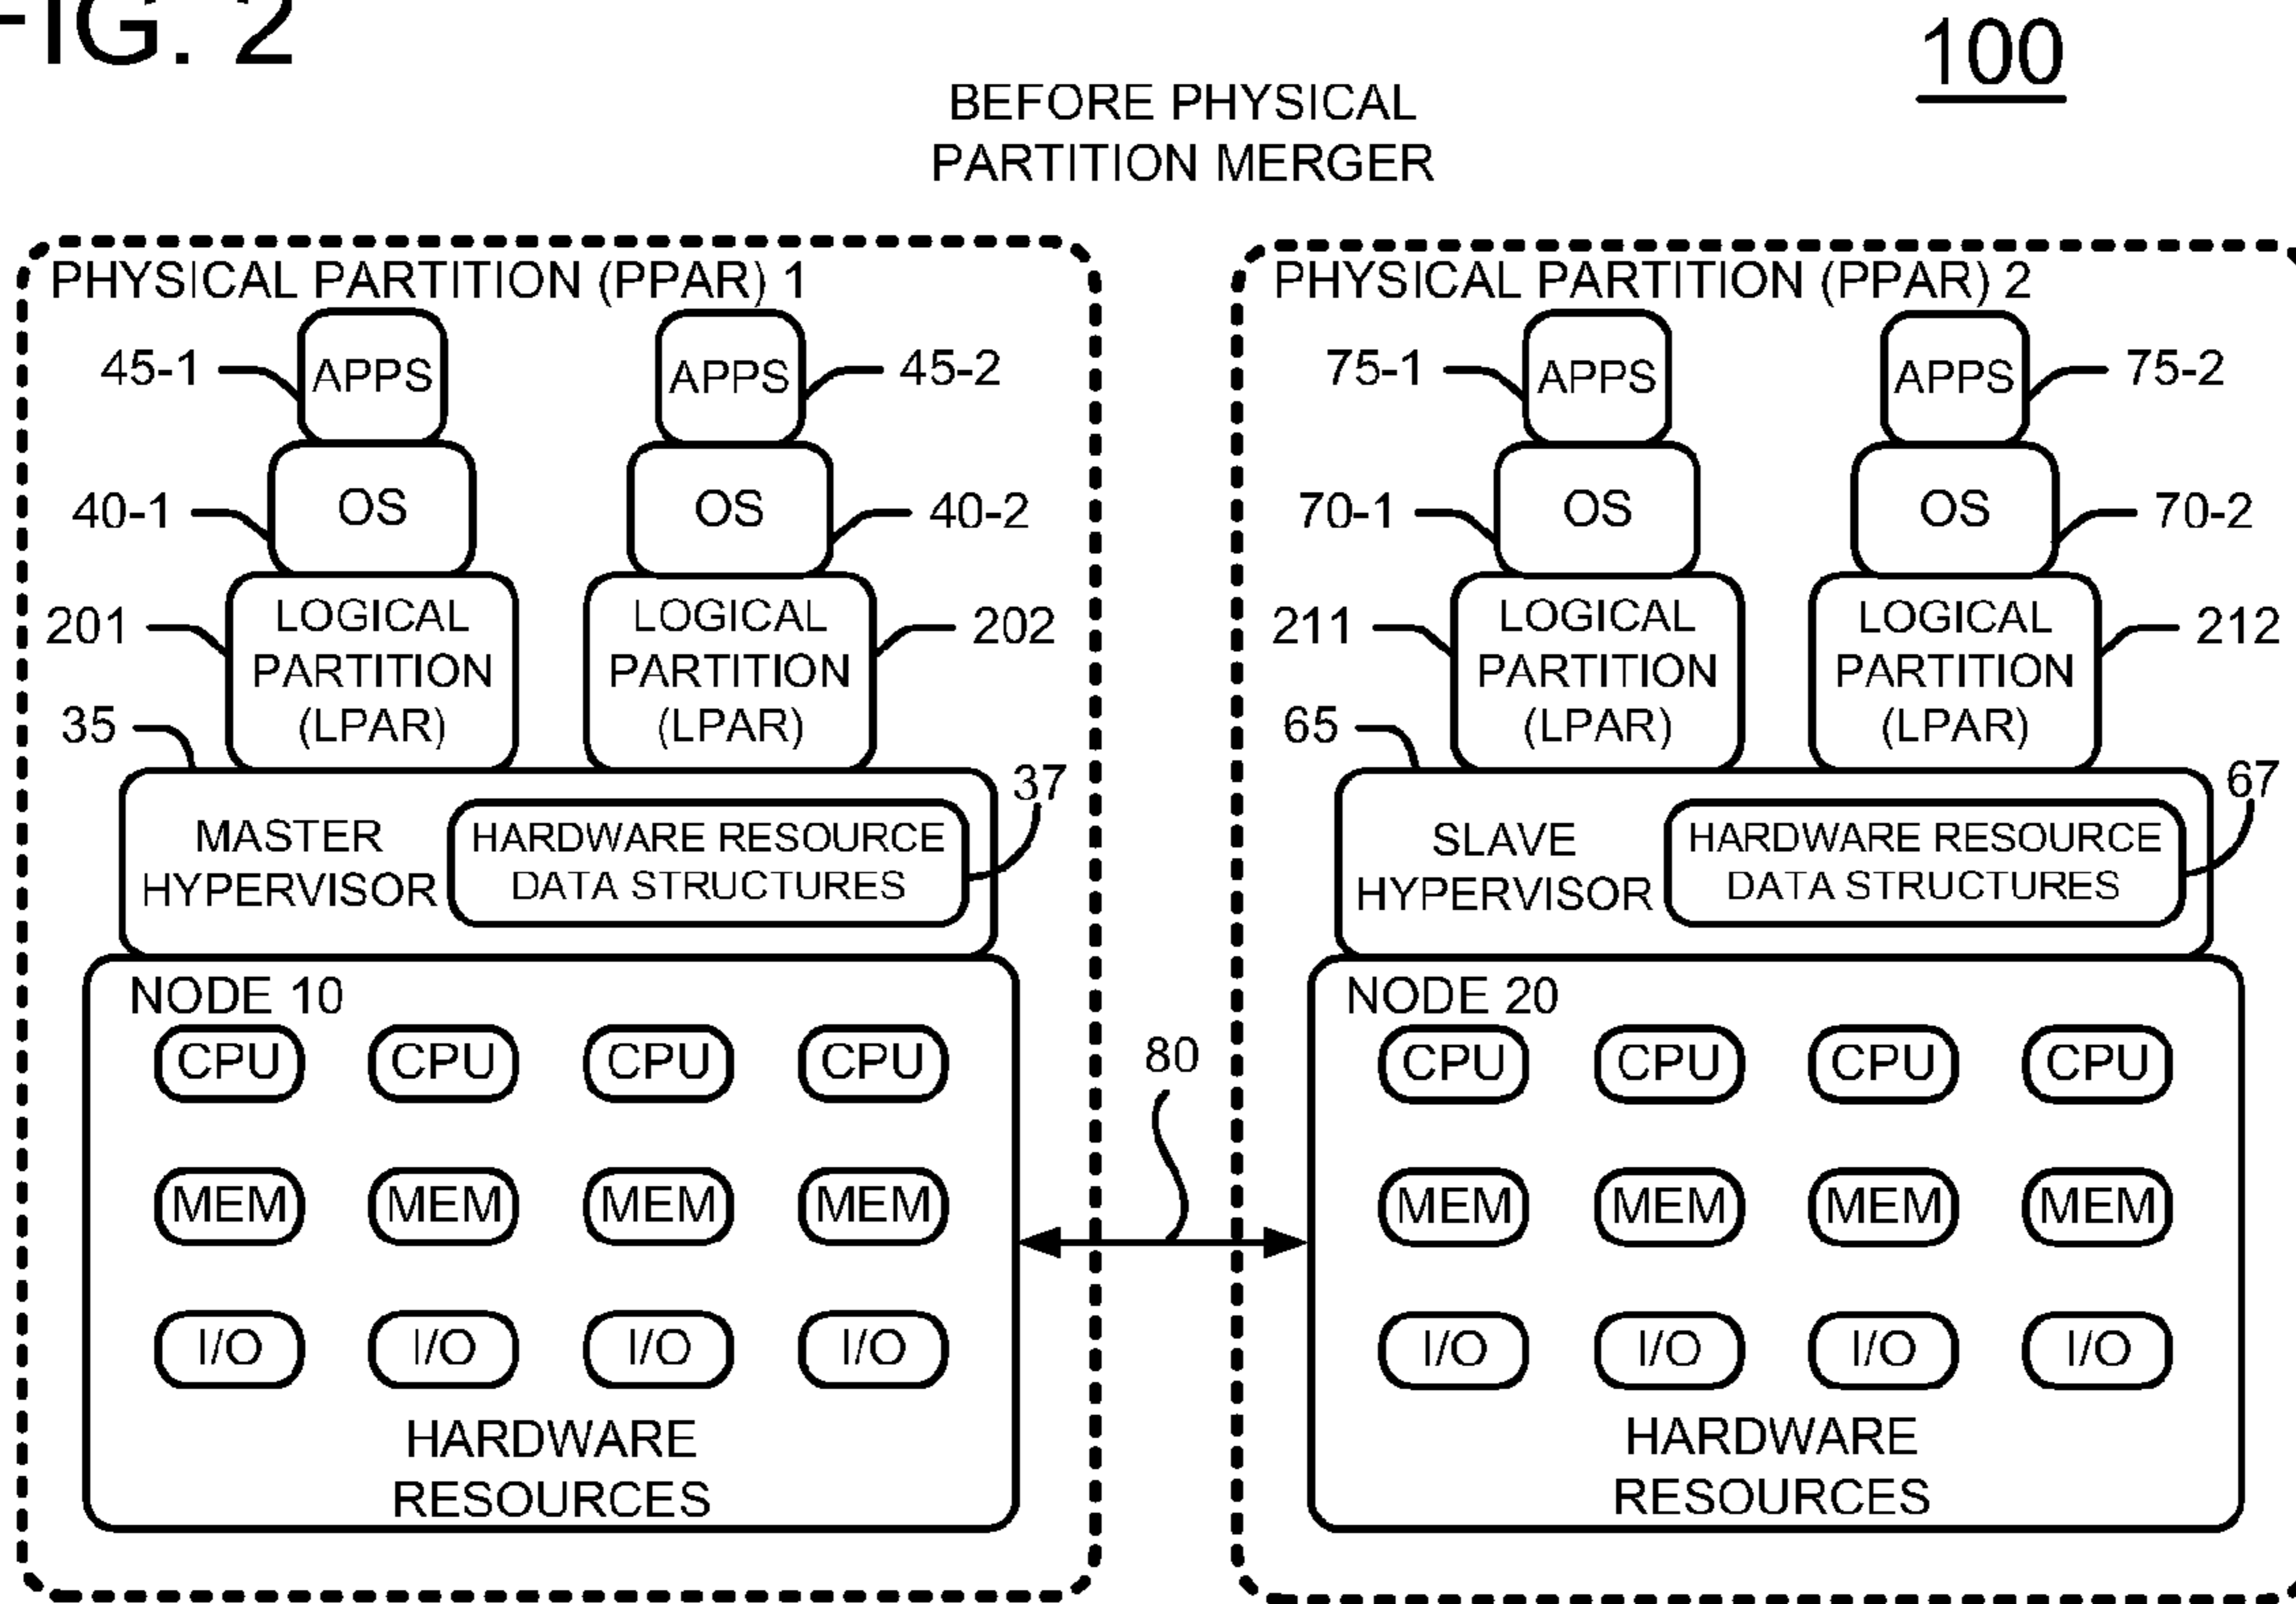 FIG. 2
100
BEFORE PHYSICAL
PARTITION MERGER
PHYSICAL PARTITION (PPAR) 1
45-1
APPS
APPS
45-2
40-1
OS
OS
40-2
201
LOGICAL
PARTITION
(LPAR)
LOGICAL
PARTITION
(LPAR)
202
35
MASTER
HYPERVISOR
HARDWARE RESOURCE
DATA STRUCTURES
37
NODE 10
CPU CPU CPU CPU
MEM MEM MEM MEM
I/O I/O I/O I/O
HARDWARE
RESOURCES
80
PHYSICAL PARTITION (PPAR) 2
75-1
APPS
APPS
75-2
70-1
OS
OS
70-2
211
LOGICAL
PARTITION
(LPAR)
LOGICAL
PARTITION
(LPAR)
212
65
SLAVE
HYPERVISOR
HARDWARE RESOURCE
DATA STRUCTURES
67
NODE 20
CPU CPU CPU CPU
MEM MEM MEM MEM
I/O I/O I/O I/O
HARDWARE
RESOURCES